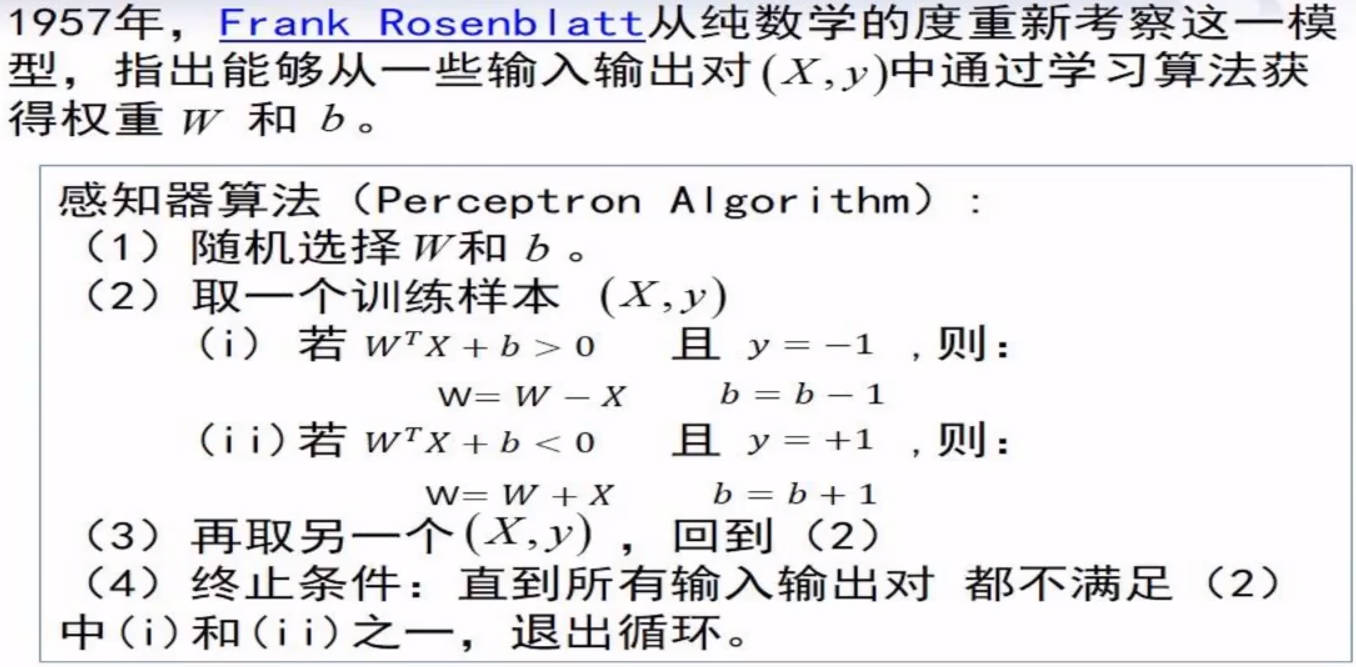 1957年，Frank Rosenblatt从纯数学的度重新考察这一模
型，指出能够从一些输入输出对(X,y)中通过学习算法获
得权重 W 和 b。
感知器算法（Perceptron Algorithm）：
（1）随机选择W和 b。
（2）取一个训练样本 (X,y)
（i） 若 WᵀX + b > 0 且 y = −1 ，则：
W= W − X b = b − 1
（ii）若 WᵀX + b < 0 且 y = +1 ，则：
W= W + X b = b + 1
（3）再取另一个(X,y) ，回到（2）
（4）终止条件：直到所有输入输出对 都不满足（2）
中(i)和(ii)之一，退出循环。